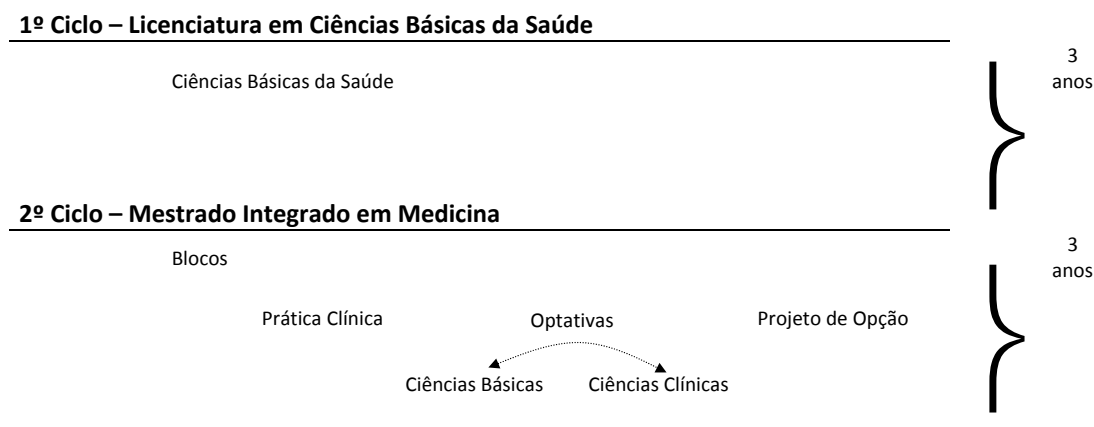 1º Ciclo – Licenciatura em Ciências Básicas da Saúde
3
anos
Ciências Básicas da Saúde
2º Ciclo – Mestrado Integrado em Medicina
3
anos
Blocos
Prática Clínica
Optativas
Projeto de Opção
Ciências Básicas
Ciências Clínicas